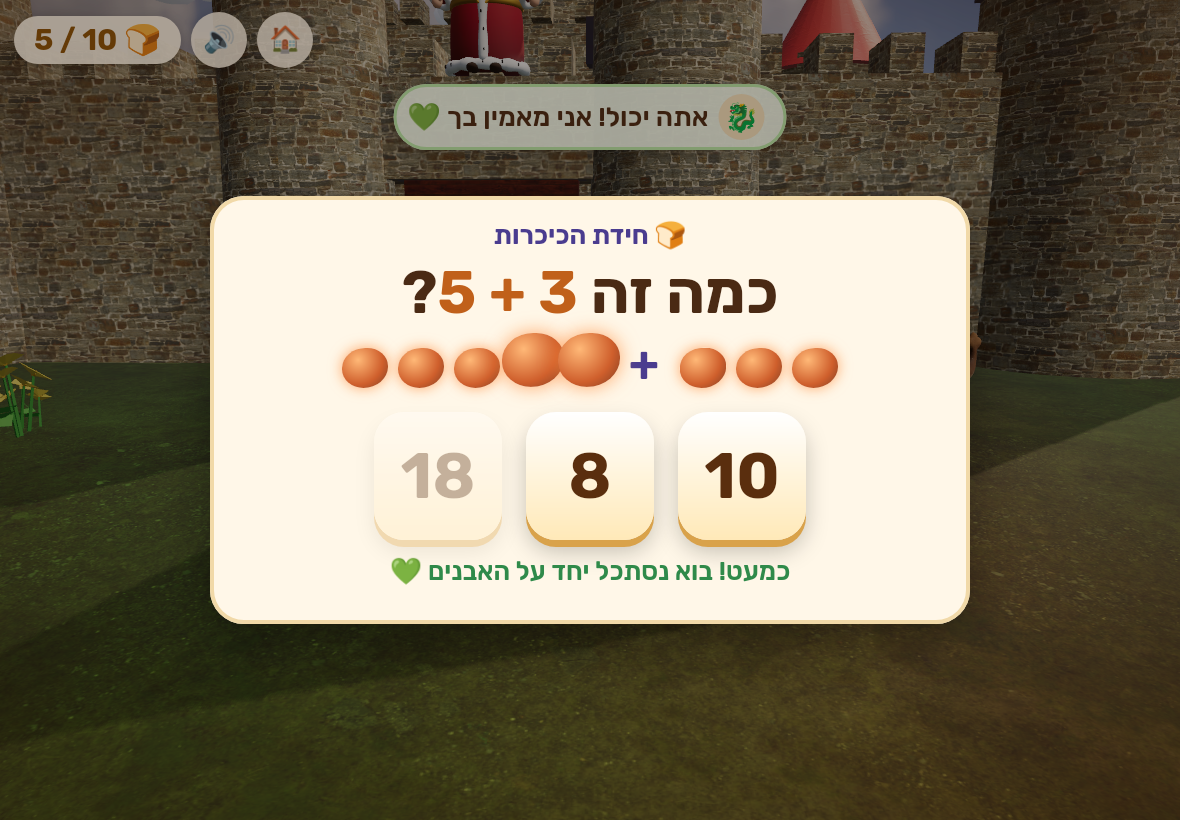 5 / 10
אתה יכול! אני מאמין בך
חידת הכיכרות
כמה זה 3 + 5?
+
18 8 10
כמעט! בוא נסתכל יחד על האבנים